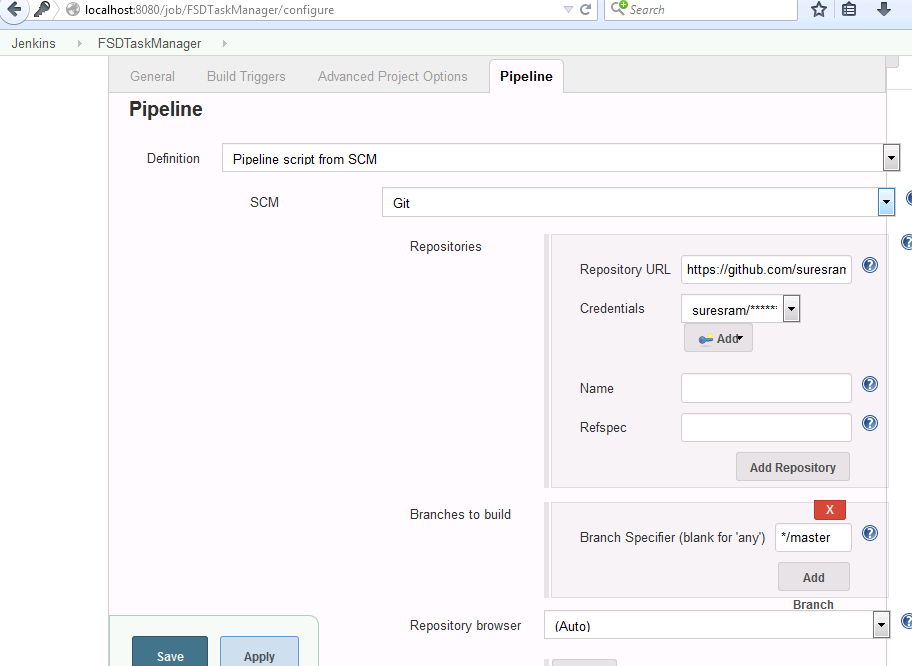 localhost:8080/job/FSDTaskManager/configure
Search
Jenkins FSDTaskManager
General Build Triggers Advanced Project Options Pipeline
Pipeline
Definition Pipeline script from SCM
SCM Git
Repositories
Repository URL https://github.com/suresram
Credentials suresram/*****
Add
Name
Refspec
Add Repository
Branches to build
X
Branch Specifier (blank for 'any') */master
Add
Branch
Repository browser (Auto)
Save Apply